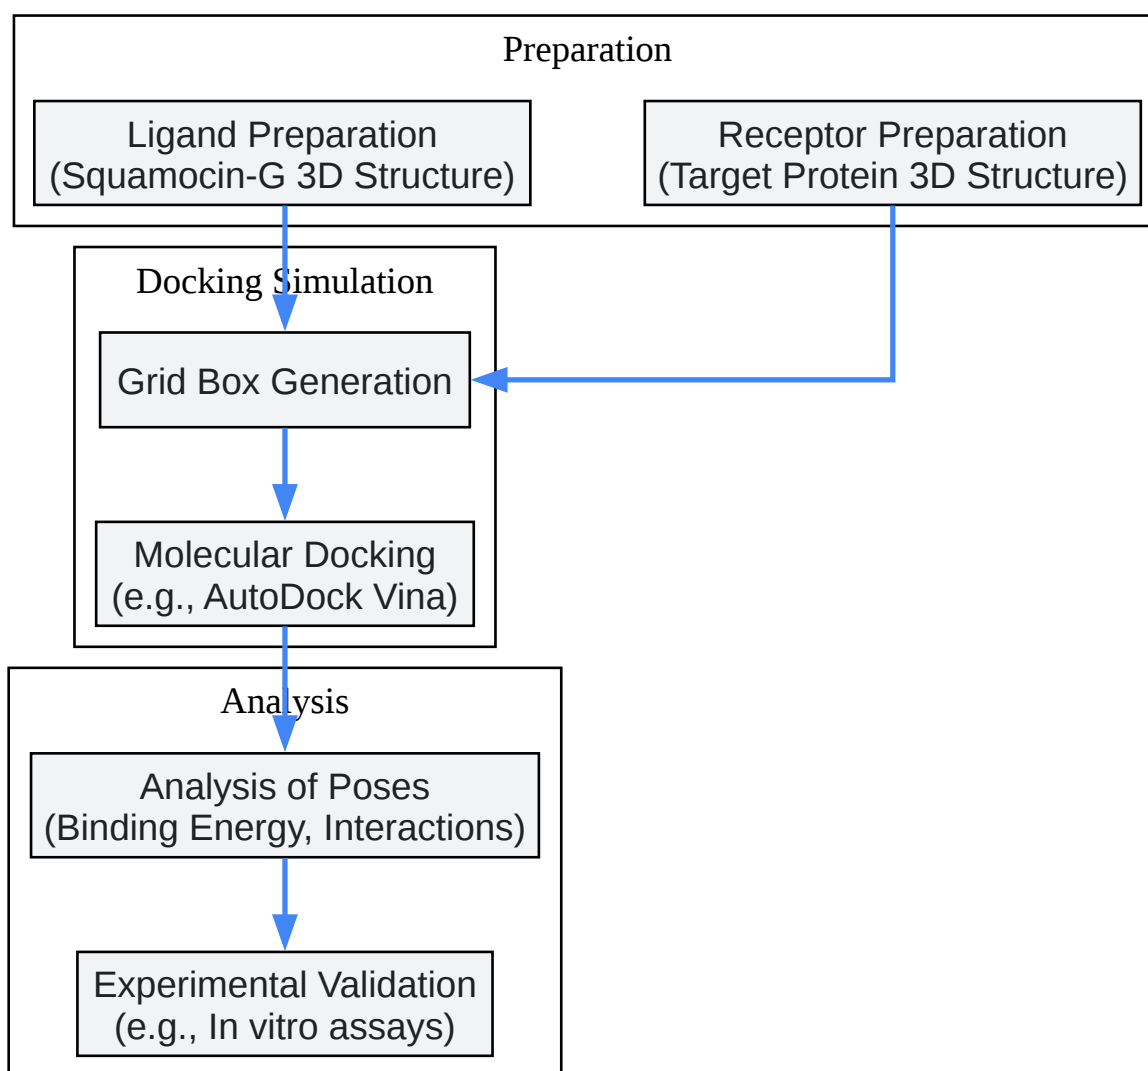 Preparation
Ligand Preparation
(Squamocin-G 3D Structure)
Receptor Preparation
(Target Protein 3D Structure)
Docking Simulation
Grid Box Generation
Molecular Docking
(e.g., AutoDock Vina)
Analysis
Analysis of Poses
(Binding Energy, Interactions)
Experimental Validation
(e.g., In vitro assays)